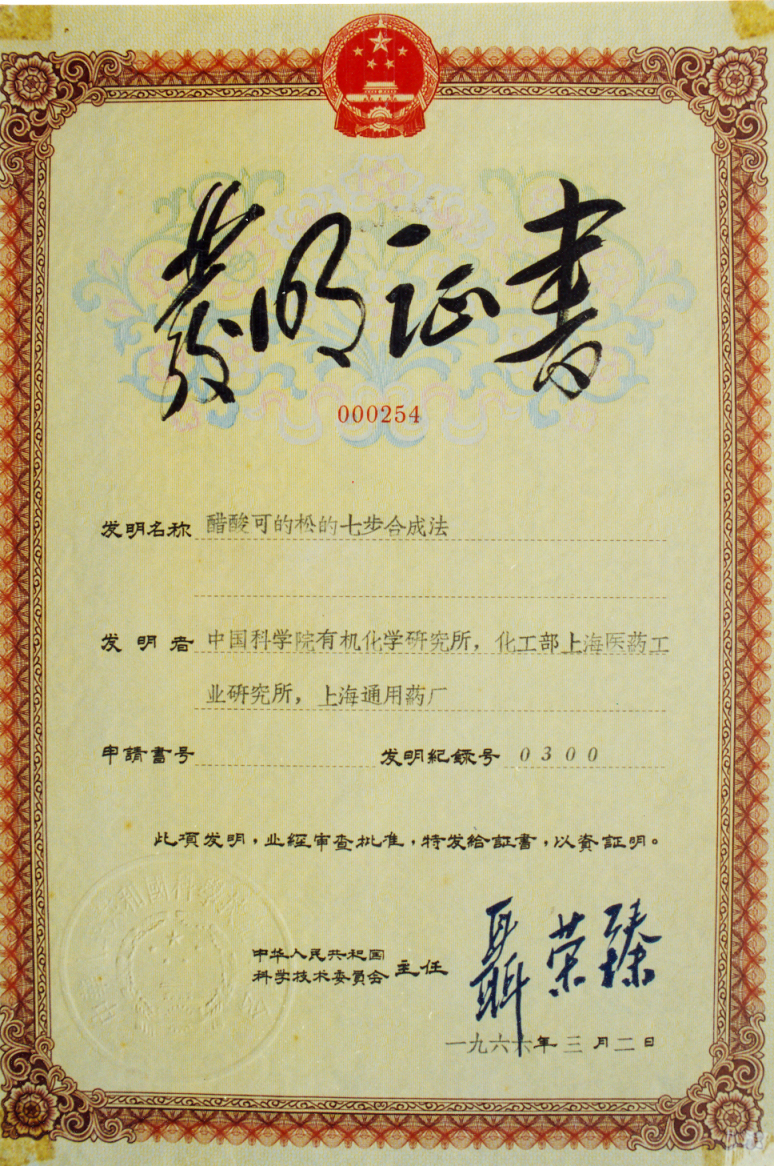 發明证书
000254
发明名称 醋酸可的松的七步合成法
发明者 中国科学院有机化学研究所，化工部上海医药工
业研究所，上海通用药厂
申請書号 发明紀録号 0300
此項发明，业經审查批准，特发給証書，以資証明。
中华人民共和国
科学技术委員会 主任 聶荣臻
一九六六年三月二日